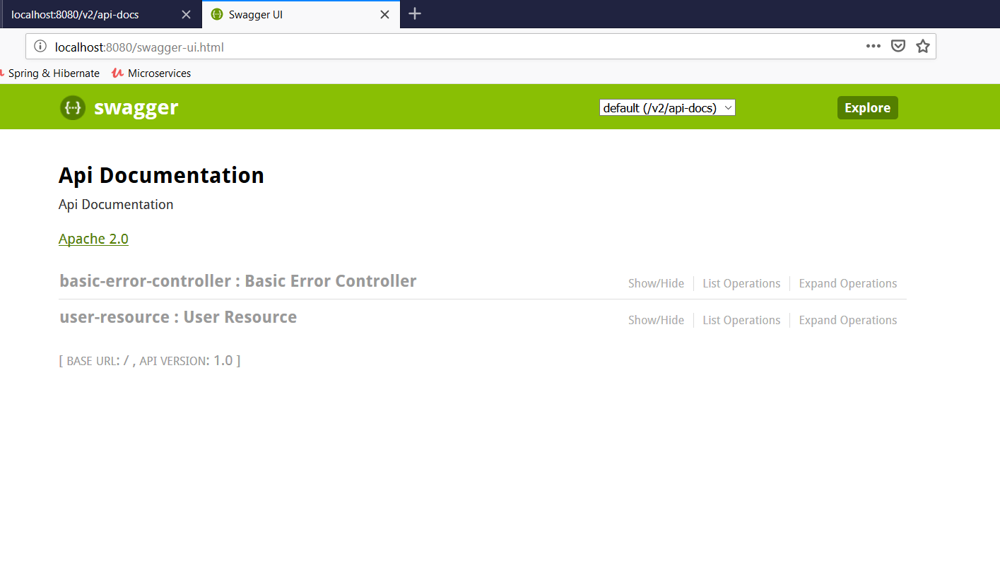 localhost:8080/v2/api-docs Swagger UI
localhost:8080/swagger-ui.html
Spring & Hibernate Microservices
swagger default (/v2/api-docs) Explore
Api Documentation
Api Documentation
Apache 2.0
basic-error-controller : Basic Error Controller Show/Hide List Operations Expand Operations
user-resource : User Resource Show/Hide List Operations Expand Operations
[ BASE URL: / , API VERSION: 1.0 ]